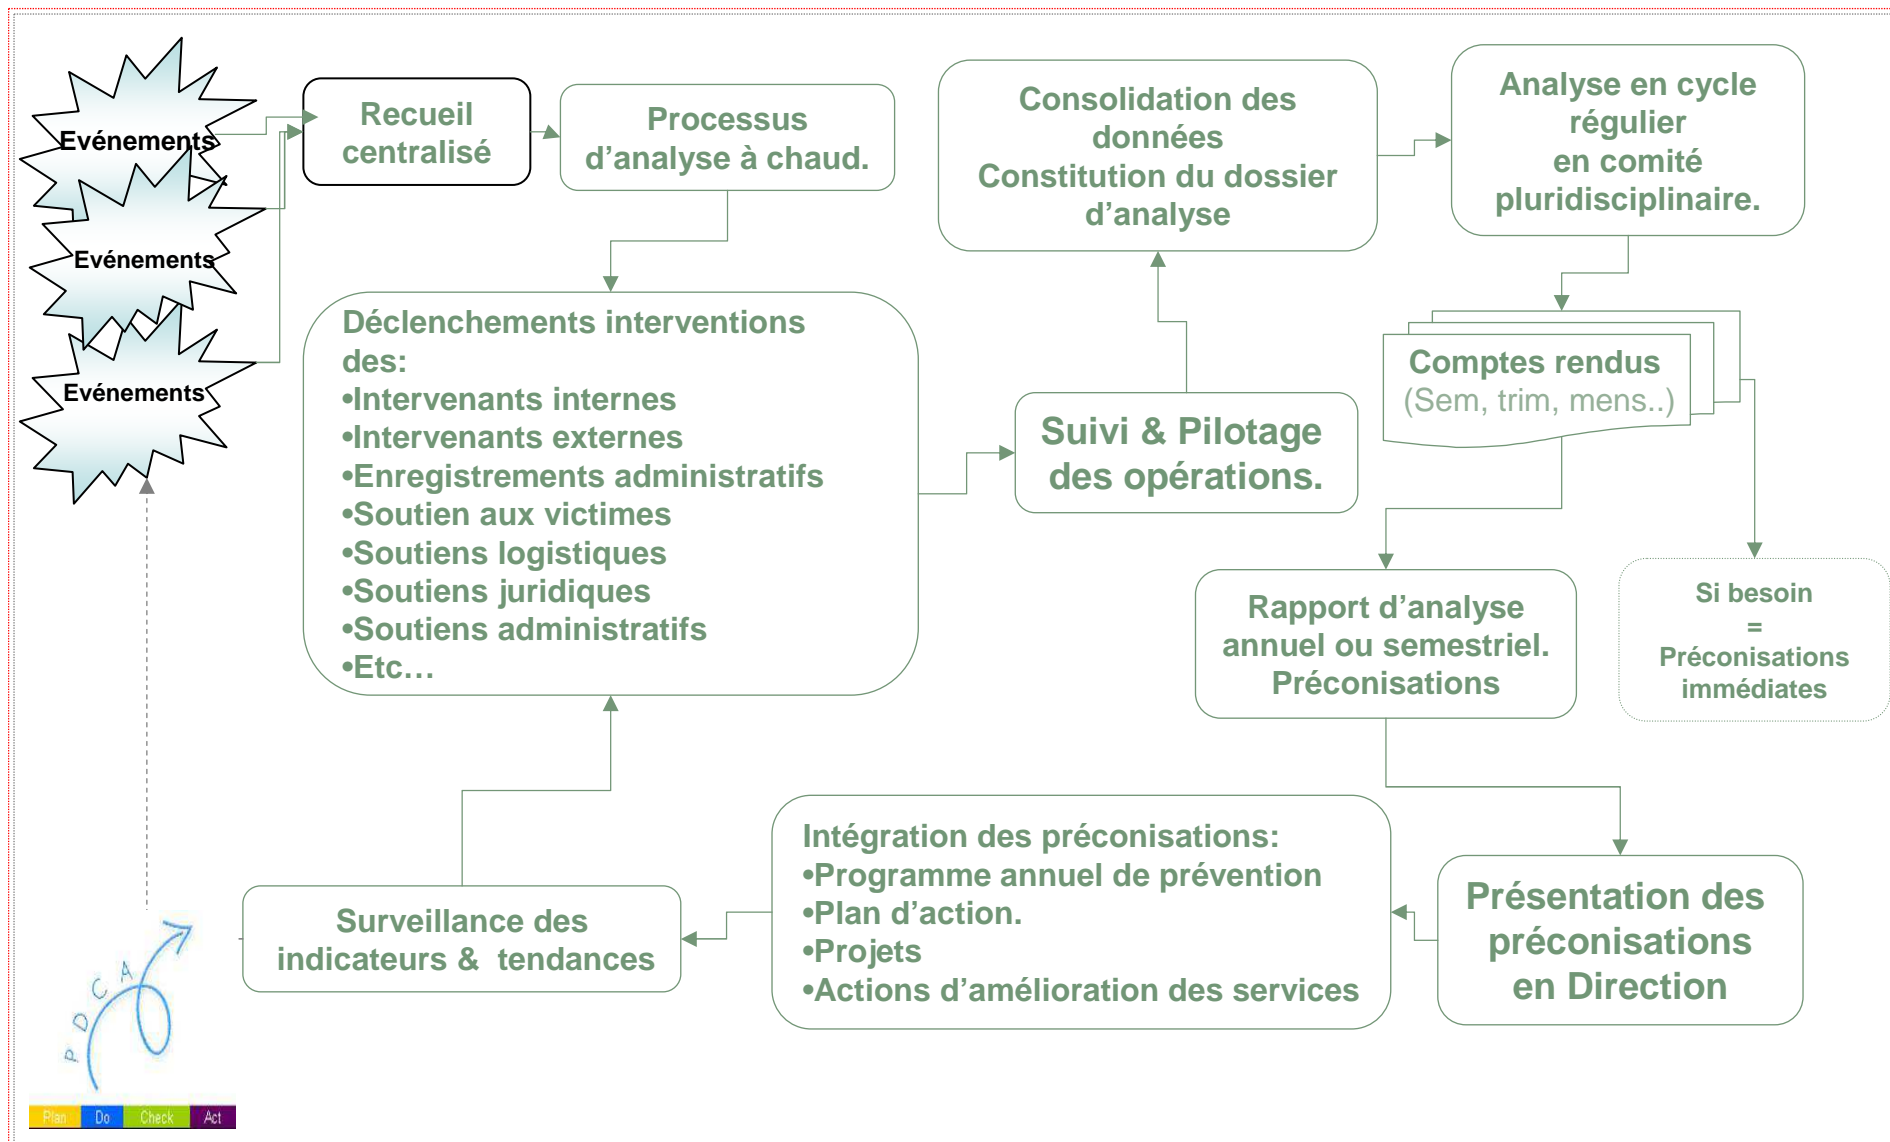 Evénements
Evénements
Evénements
Recueil
centralisé
Processus
d’analyse à chaud.
Déclenchements interventions
des:
•Intervenants internes
•Intervenants externes
•Enregistrements administratifs
•Soutien aux victimes
•Soutiens logistiques
•Soutiens juridiques
•Soutiens administratifs
•Etc…
Suivi & Pilotage
des opérations.
Consolidation des
données
Constitution du dossier
d’analyse
Analyse en cycle
régulier
en comité
pluridisciplinaire.
Comptes rendus
(Sem, trim, mens..)
Si besoin
=
Préconisations
immédiates
Rapport d’analyse
annuel ou semestriel.
Préconisations
Présentation des
préconisations
en Direction
Intégration des préconisations:
•Programme annuel de prévention
•Plan d’action.
•Projets
•Actions d’amélioration des services
Surveillance des
indicateurs & tendances
P D C A
Plan Do Check Act